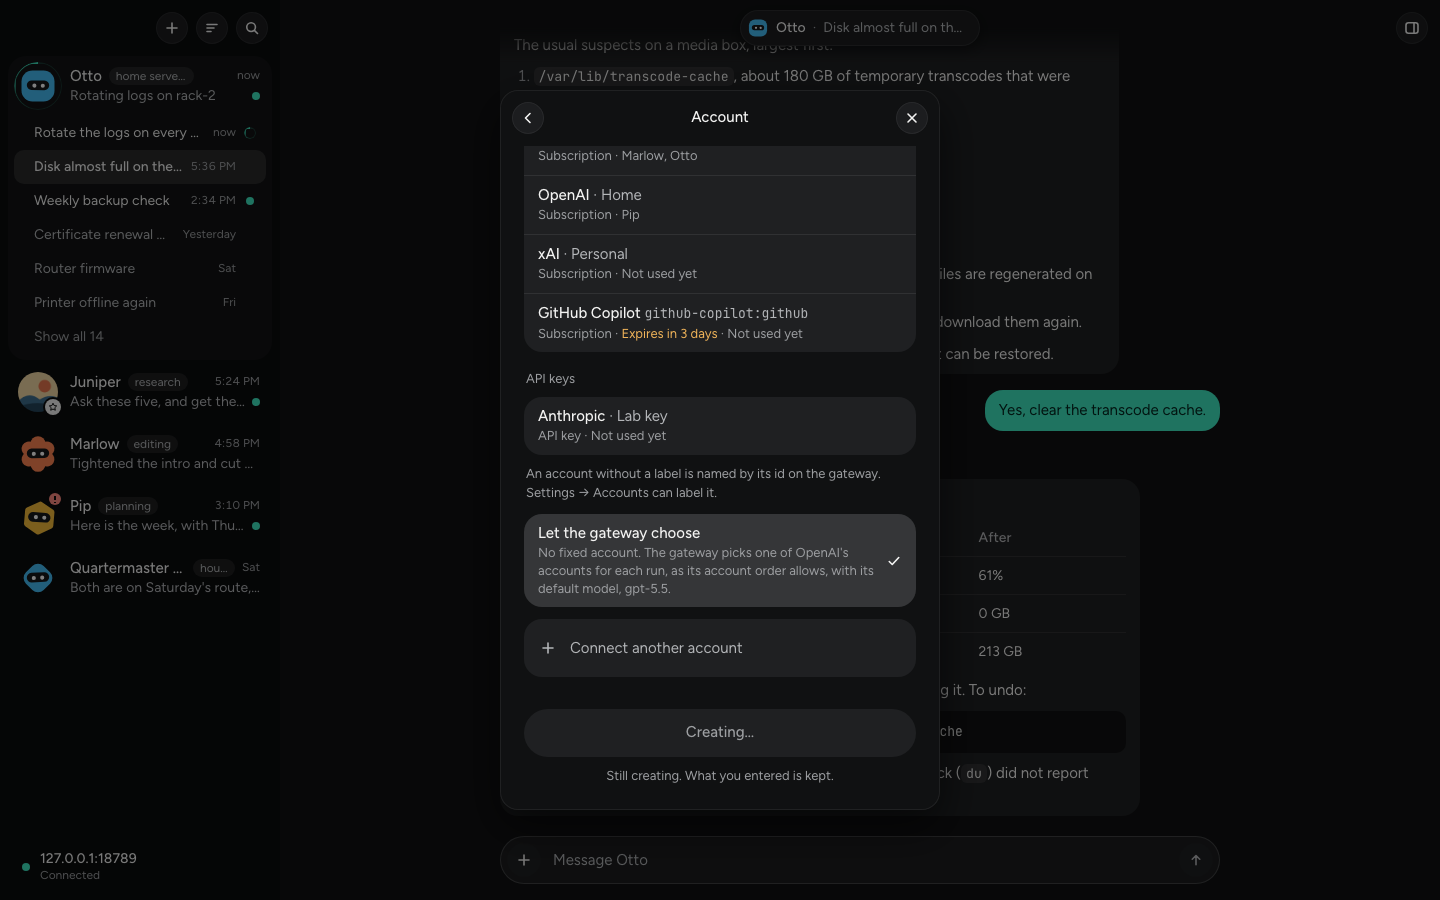 Otto home serve... now
Rotating logs on rack-2
Rotate the logs on every ... now
Disk almost full on the... 5:36 PM
Weekly backup check 2:34 PM
Certificate renewal ... Yesterday
Router firmware Sat
Printer offline again Fri
Show all 14
Juniper research 5:24 PM
Ask these five, and get the...
Marlow editing 4:58 PM
Tightened the intro and cut ...
Pip planning 3:10 PM
Here is the week, with Thu...
Quartermaster ... hou... Sat
Both are on Saturday's route,...
127.0.0.1:18789
Connected
Otto · Disk almost full on th...
The usual suspects on a media box, largest first:
1. /var/lib/transcode-cache, about 180 GB of temporary transcodes that were
iles are regenerated on
download them again.
can be restored.
Yes, clear the transcode cache.
After
61%
0 GB
213 GB
g it. To undo:
che
ck (du) did not report
Message Otto
Account
Subscription · Marlow, Otto
OpenAI · Home
Subscription · Pip
xAI · Personal
Subscription · Not used yet
GitHub Copilot github-copilot:github
Subscription · Expires in 3 days · Not used yet
API keys
Anthropic · Lab key
API key · Not used yet
An account without a label is named by its id on the gateway.
Settings → Accounts can label it.
Let the gateway choose
No fixed account. The gateway picks one of OpenAI's
accounts for each run, as its account order allows, with its
default model, gpt-5.5.
Connect another account
Creating...
Still creating. What you entered is kept.